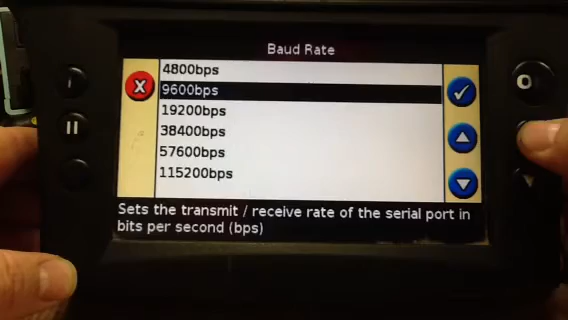 Baud Rate
4800bps
9600bps
19200bps
38400bps
57600bps
115200bps
Sets the transmit / receive rate of the serial port in
bits per second (bps)